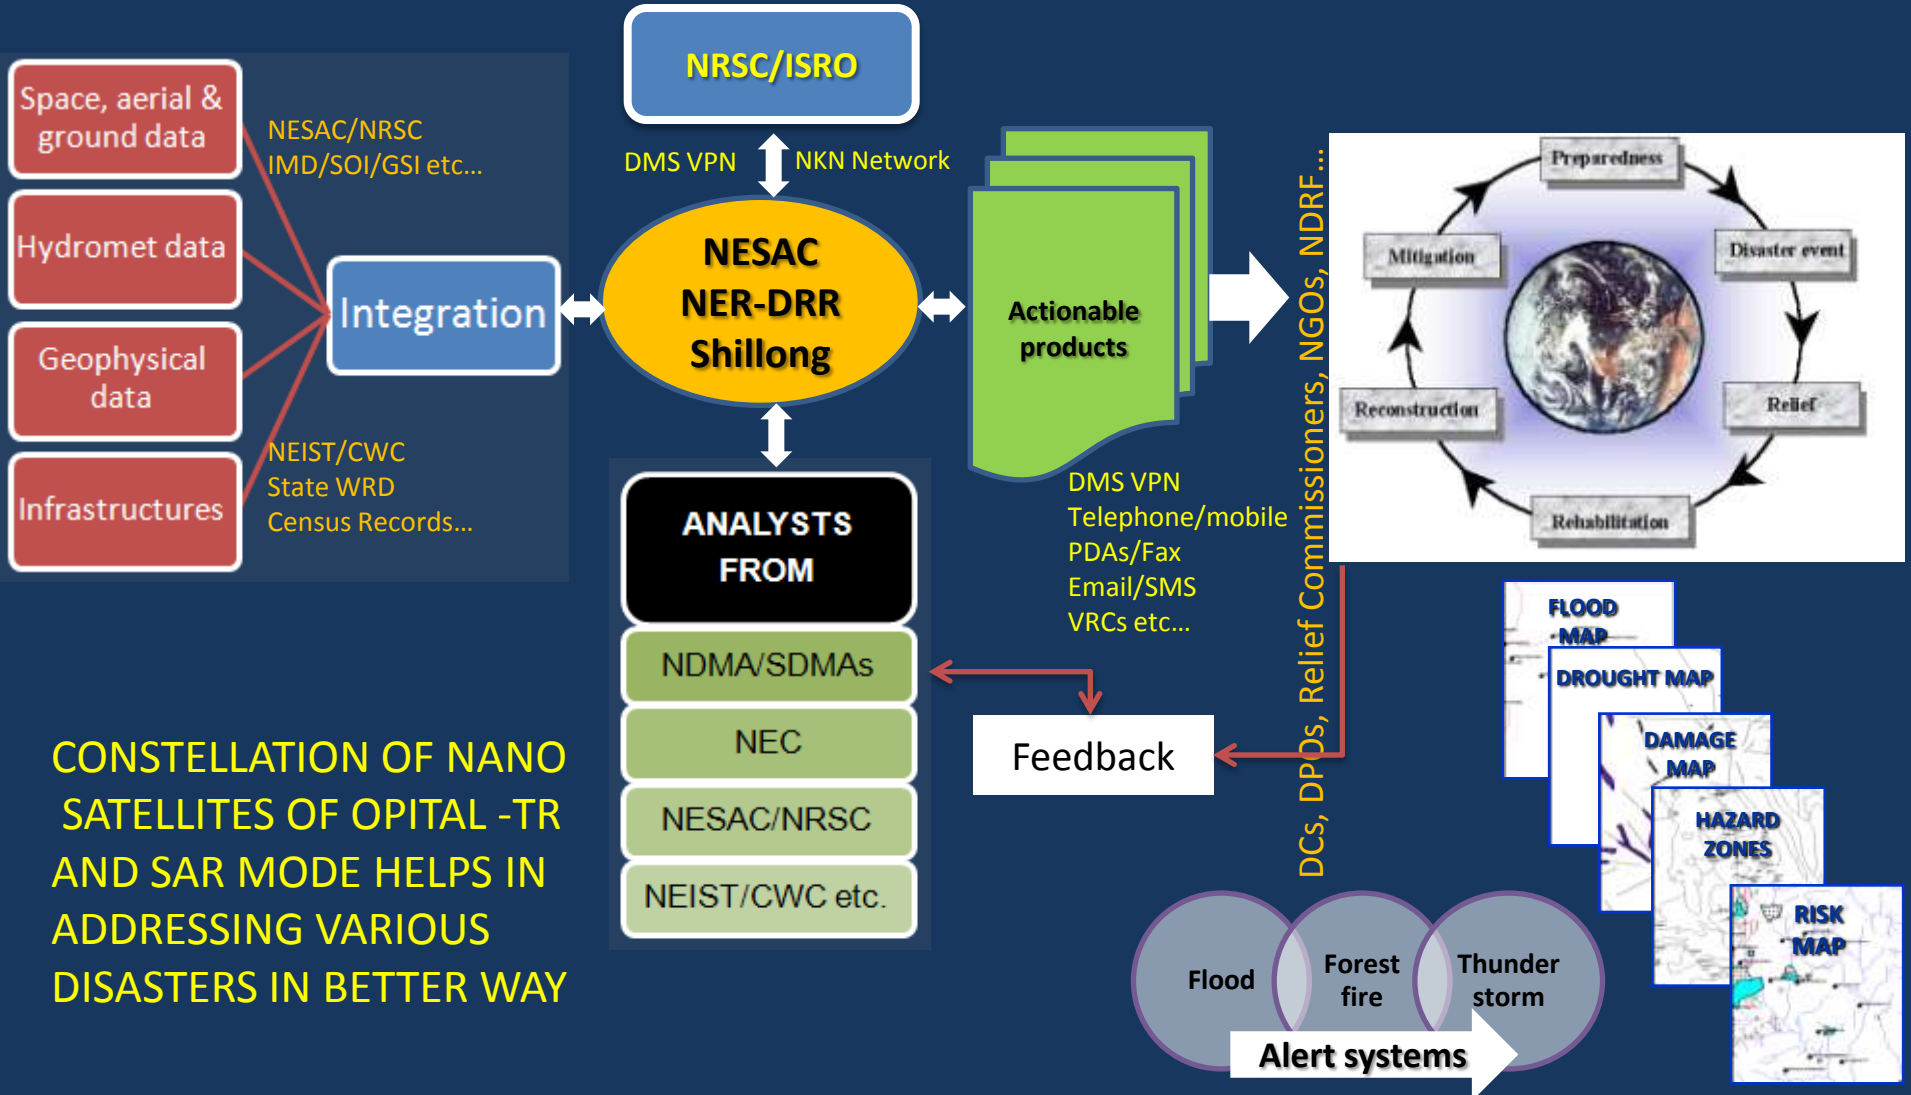 NRSC/ISRO
Space, aerial &
ground data
NESAC/NRSC
IMD/SOI/GSI etc...
Hydromet data
Integration
Geophysical
data
NEIST/CWC
State WRD
Census Records...
Infrastructures
DMS VPN
NKN Network
NESAC
NER-DRR
Shillong
Actionable
products
DMS VPN
Telephone/mobile
PDAs/Fax
Email/SMS
VRCs etc...
DCs, DPOs, Relief Commissioners, NGOs, NDRF...
Preparedness
Disaster event
Relief
Rehabilitation
Reconstruction
Mitigation
ANALYSTS
FROM
NDMA/SDMAs
NEC
NESAC/NRSC
NEIST/CWC etc.
Feedback
FLOOD
MAP
DROUGHT MAP
DAMAGE
MAP
HAZARD
ZONES
RISK
MAP
CONSTELLATION OF NANO
SATELLITES OF OPITAL -TR
AND SAR MODE HELPS IN
ADDRESSING VARIOUS
DISASTERS IN BETTER WAY
Flood
Forest
fire
Thunder
storm
Alert systems